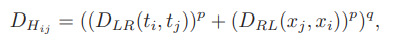 $D_{H_{ij}} = ((D_{LR}(t_i, t_j))^p + (D_{RL}(x_j, x_i))^p)^q,$